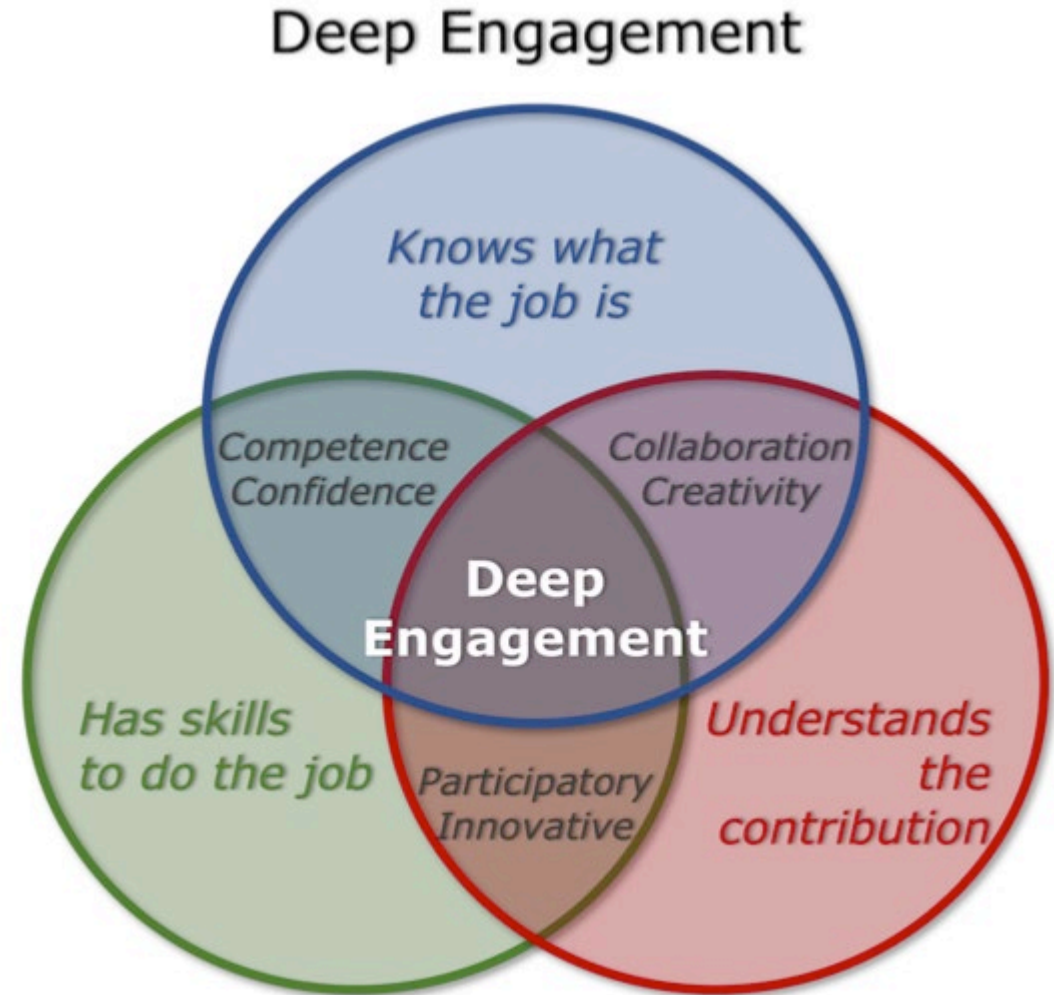 Deep Engagement
Knows what
the job is
Competence
Confidence
Collaboration
Creativity
Deep
Engagement
Has skills
to do the job
Understands
the
contribution
Participatory
Innovative